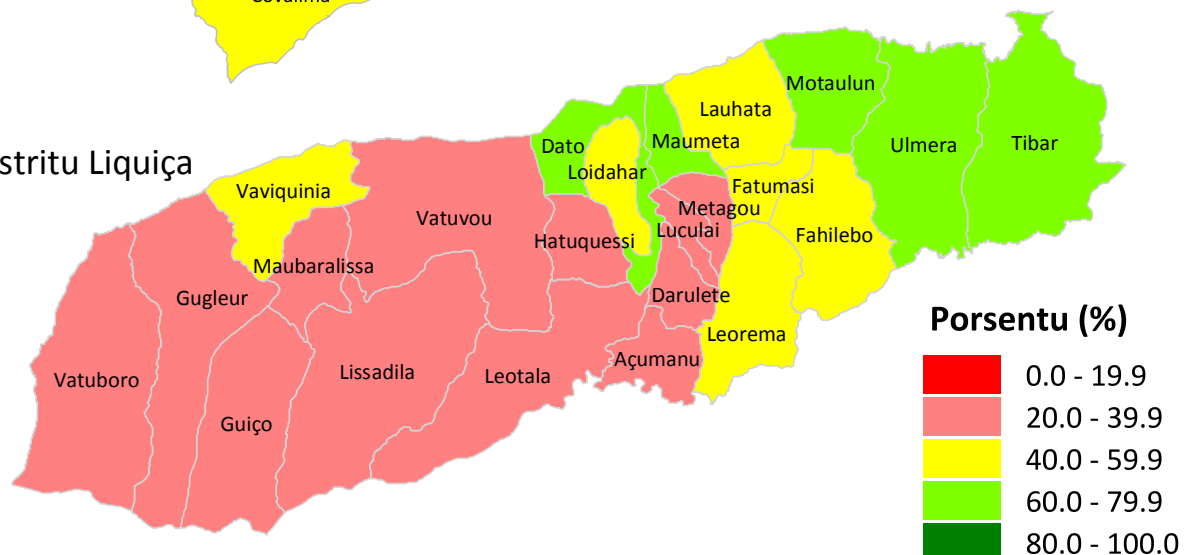 stritu Liquiça
Motaulun
Lauhata
Maumeta
Ulmera
Tibar
Dato
Loidahar
Vaviquinia
Fatumasi
Metagou
Vatuvou
Luculai
Hatuquessi
Fahilebo
Maubaralissa
Gugleur
Darulete
Leorema
Açumanu
Vatuboro
Lissadila
Leotala
Guiço
Porsentu (%)
0.0 - 19.9
20.0 - 39.9
40.0 - 59.9
60.0 - 79.9
80.0 - 100.0